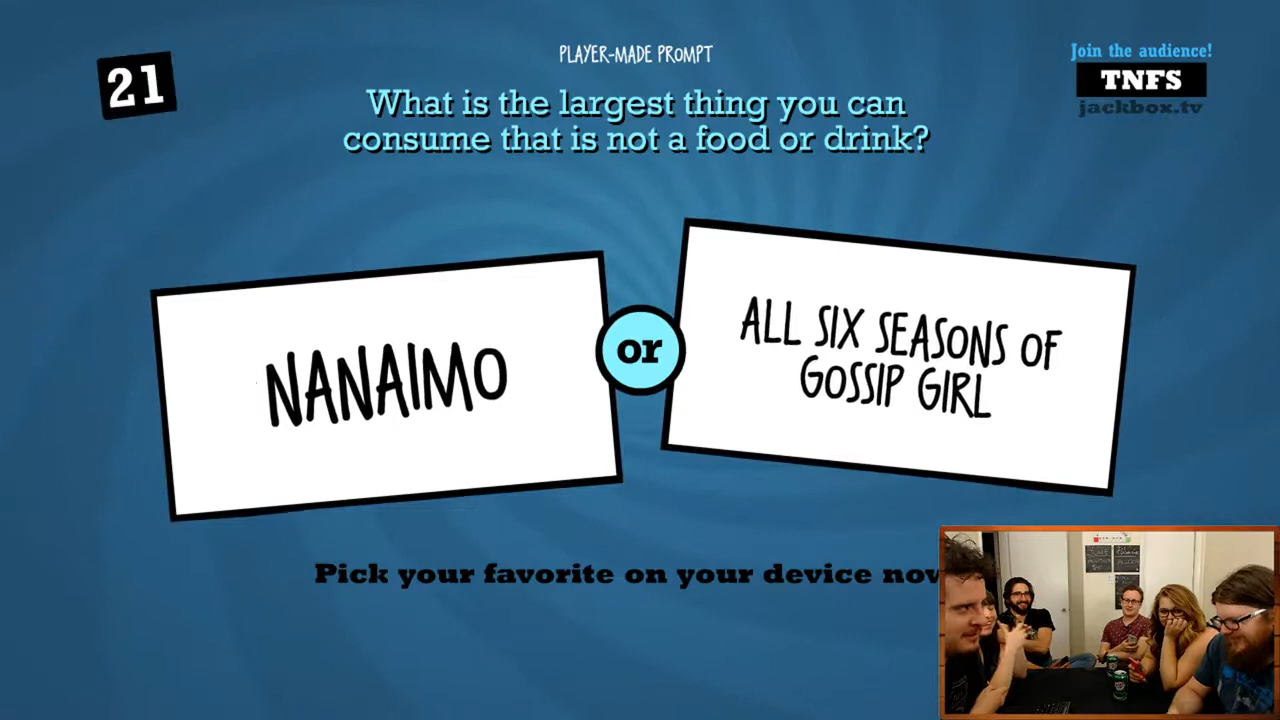 21
PLAYER-MADE PROMPT
Join the audience!
TNFS
jackbox.tv
What is the largest thing you can
consume that is not a food or drink?
NANAIMO
or
ALL SIX SEASONS OF
GOSSIP GIRL
Pick your favorite on your device now